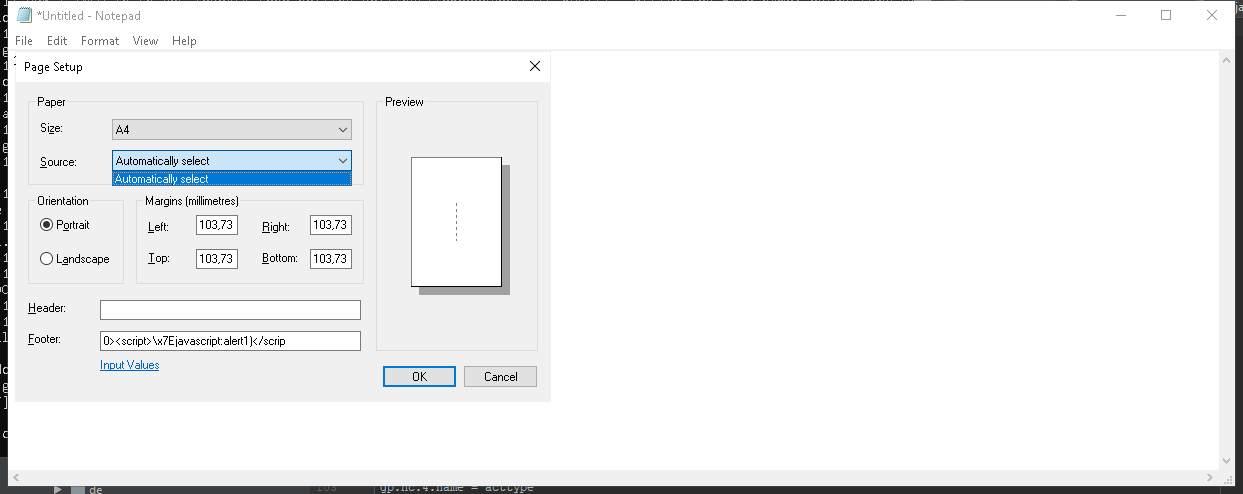 *Untitled - Notepad
File Edit Format View Help
Page Setup
Paper
Size: A4
Source: Automatically select
Automatically select
Preview
Orientation
Portrait
Landscape
Margins (millimetres)
Left: 103,73 Right: 103,73
Top: 103,73 Bottom: 103,73
Header:
Footer: 0><script>\x7Ejavascript:alert1)</scrip
Input Values
OK Cancel
de
gp.nc.4.name = acttype